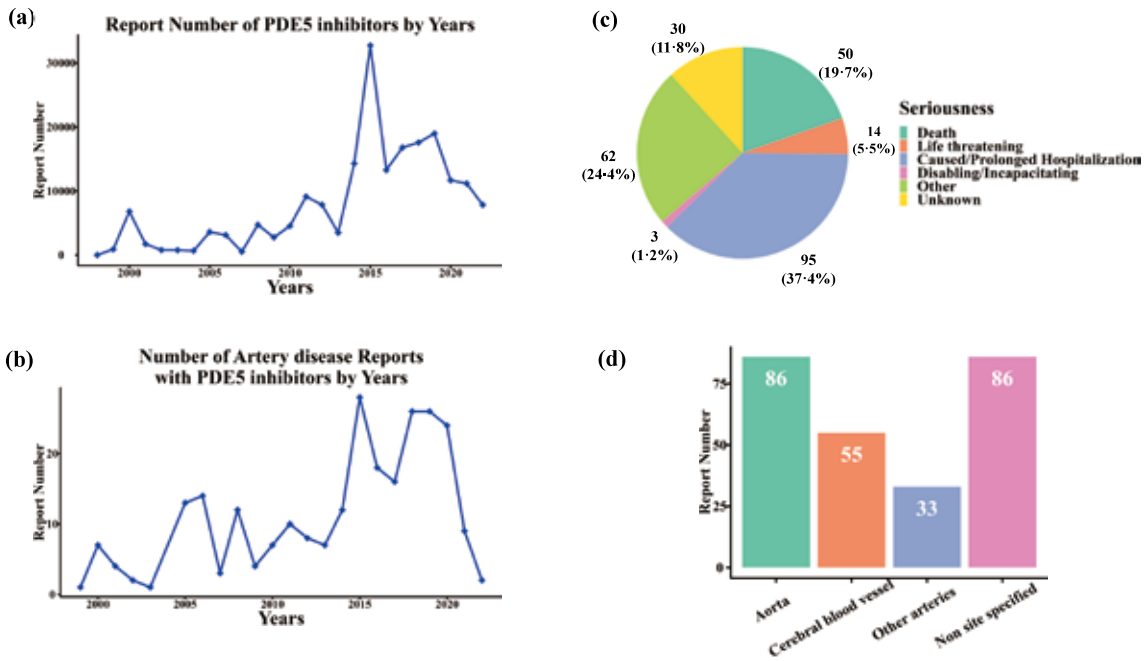 (a)
Report Number of PDE5 inhibitors by Years
Report Number
30000
20000
10000
0
2000
2005
2010
2015
2020
Years
(b)
Number of Artery disease Reports
with PDE5 inhibitors by Years
Report Number
20
10
0
2000
2005
2010
2015
2020
Years
(c)
30
(11·8%)
50
(19·7%)
14
(5·5%)
62
(24·4%)
3
(1·2%)
95
(37·4%)
Seriousness
Death
Life threatening
Caused/Prolonged Hospitalization
Disabling/Incapacitating
Other
Unknown
(d)
Report Number
75
50
25
0
86
55
33
86
Aorta
Cerebral blood vessel
Other arteries
Non site specified